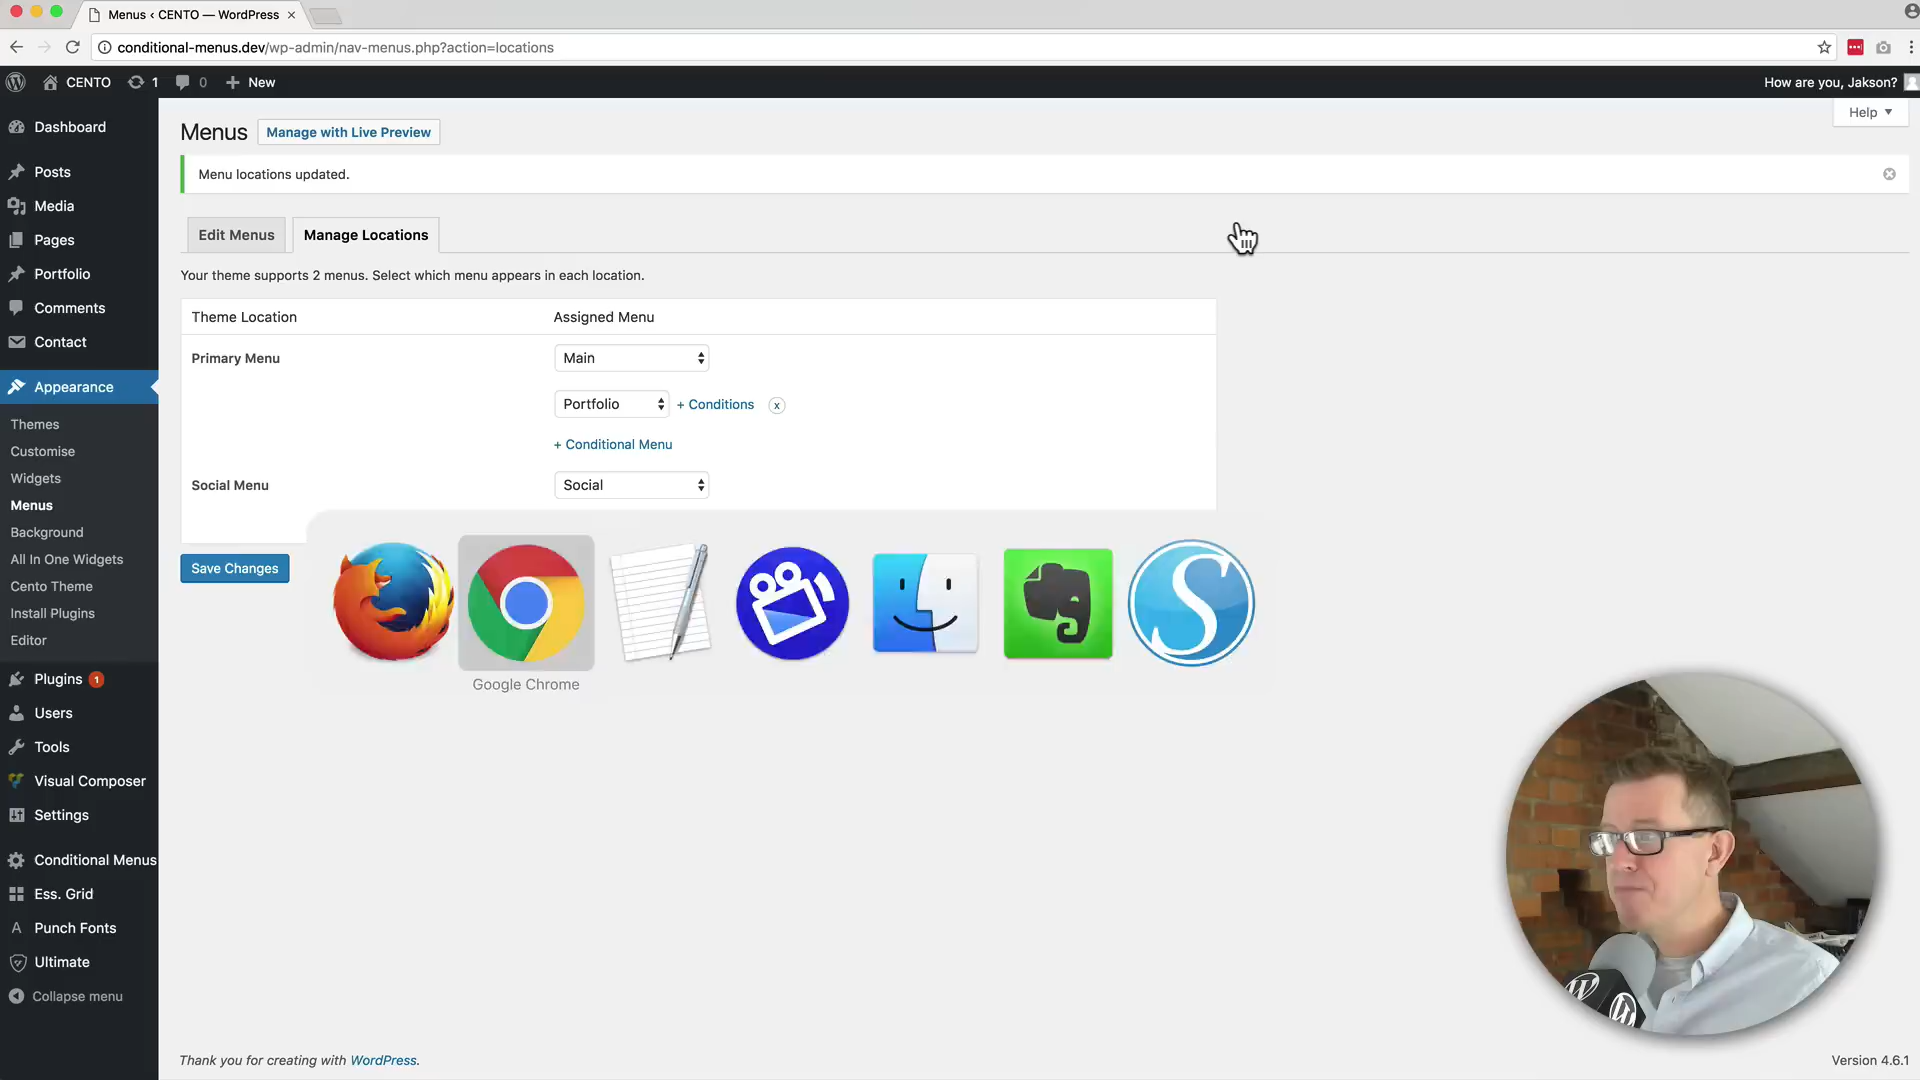 Menus ‹ CENTO — WordPress
conditional-menus.dev/wp-admin/nav-menus.php?action=locations
CENTO 1 0 New
How are you, Jakson?
Help
Dashboard
Posts
Media
Pages
Portfolio
Comments
Contact
Appearance
Themes
Customise
Widgets
Menus
Background
All In One Widgets
Cento Theme
Install Plugins
Editor
Plugins 1
Users
Tools
Visual Composer
Settings
Conditional Menus
Ess. Grid
Punch Fonts
Ultimate
Collapse menu
Menus Manage with Live Preview
Menu locations updated.
Edit Menus Manage Locations
Your theme supports 2 menus. Select which menu appears in each location.
Theme Location Assigned Menu
Primary Menu Main
Portfolio + Conditions x
+ Conditional Menu
Social Menu Social
Save Changes
S
Google Chrome
Thank you for creating with WordPress.
Version 4.6.1